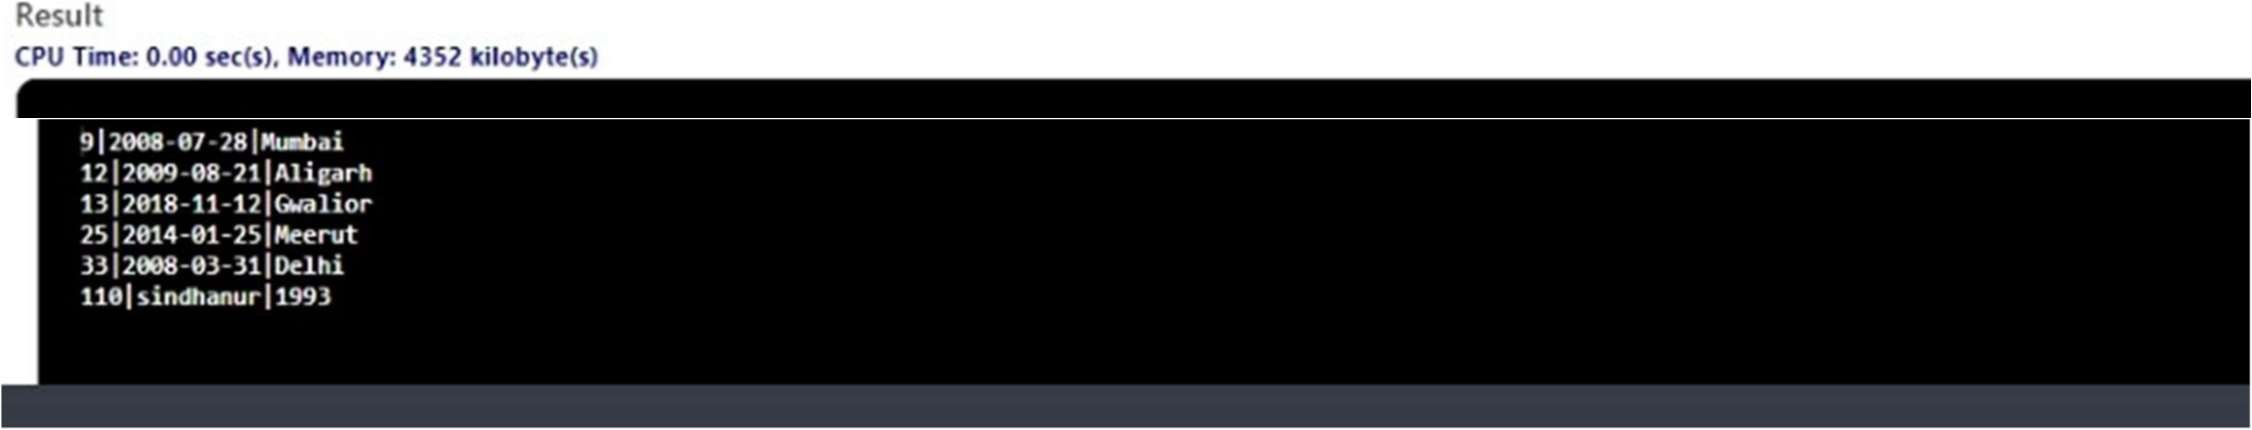 Result
CPU Time: 0.00 sec(s), Memory: 4352 kilobyte(s)
9|2008-07-28|Mumbai
12|2009-08-21|Aligarh
13|2018-11-12|Gwalior
25|2014-01-25|Meerut
33|2008-03-31|Delhi
110|sindhanur|1993